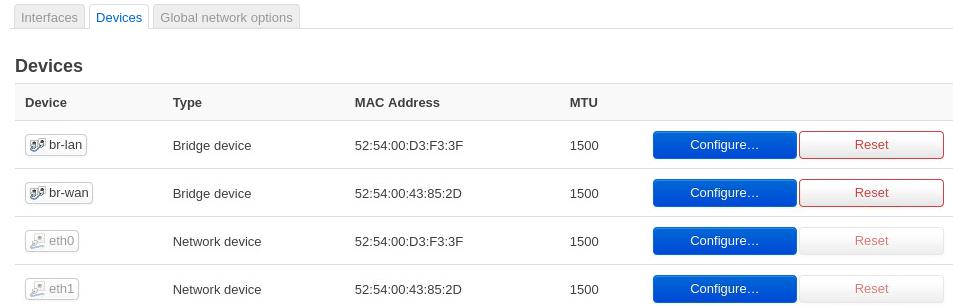 Interfaces Devices Global network options
Devices
Device Type MAC Address MTU
br-lan Bridge device 52:54:00:D3:F3:3F 1500 Configure… Reset
br-wan Bridge device 52:54:00:43:85:2D 1500 Configure… Reset
eth0 Network device 52:54:00:D3:F3:3F 1500 Configure… Reset
eth1 Network device 52:54:00:43:85:2D 1500 Configure… Reset